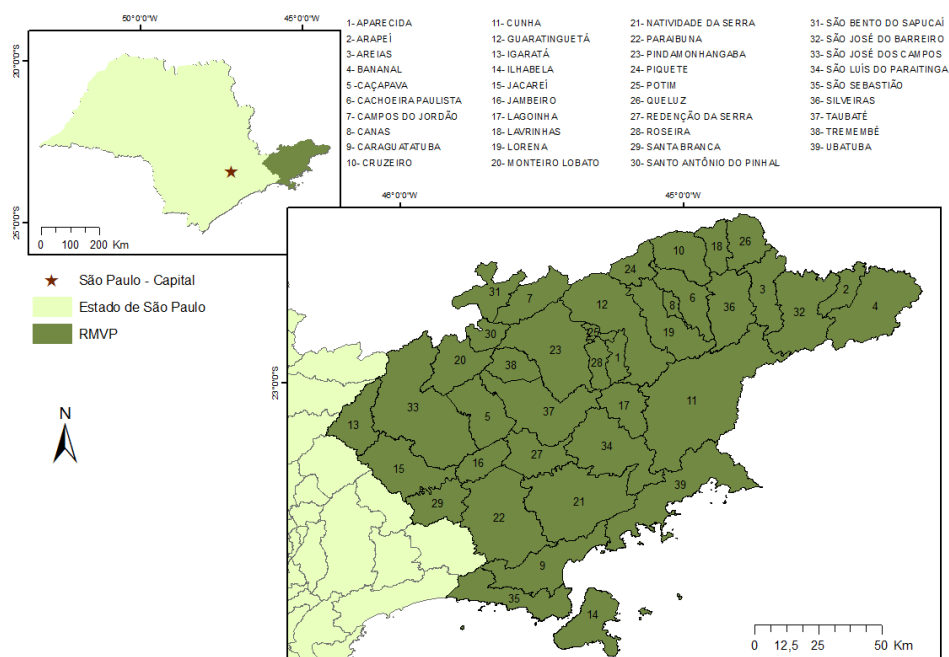 50°0'0"W 45°0'0"W
20°0'0"S
25°0'0"S
0 100 200 Km
1- APARECIDA
2- ARAPEÍ
3- AREIAS
4- BANANAL
5- CAÇAPAVA
6- CACHOEIRA PAULISTA
7- CAMPOS DO JORDÃO
8- CANAS
9- CARAGUATATUBA
10- CRUZEIRO
11- CUNHA
12- GUARATINGUETÁ
13- IGARATÁ
14- ILHABELA
15- JACAREÍ
16- JAMBEIRO
17- LAGOINHA
18- LAVRINHAS
19- LORENA
20- MONTEIRO LOBATO
21- NATIVIDADE DA SERRA
22- PARAIBUNA
23- PINDAMONHANGABA
24- PIQUETE
25- POTIM
26- QUELUZ
27- REDENÇÃO DA SERRA
28- ROSEIRA
29- SANTA BRANCA
30- SANTO ANTÔNIO DO PINHAL
31- SÃO BENTO DO SAPUCAÍ
32- SÃO JOSÉ DO BARREIRO
33- SÃO JOSÉ DOS CAMPOS
34- SÃO LUÍS DO PARAITINGA
35- SÃO SEBASTIÃO
36- SILVEIRAS
37- TAUBATÉ
38- TREMEMBÉ
39- UBATUBA
São Paulo - Capital
Estado de São Paulo
RMVP
N
46°0'0"W 45°0'0"W
23°0'0"S
10 18 26
24
31 7 12 8 6 36 3 32 2 4
30 25 19
20 38 23 28 1
33 5 37 17 11
13
15 16 27 34
29 22 21 39
9
35 14
0 12,5 25 50 Km